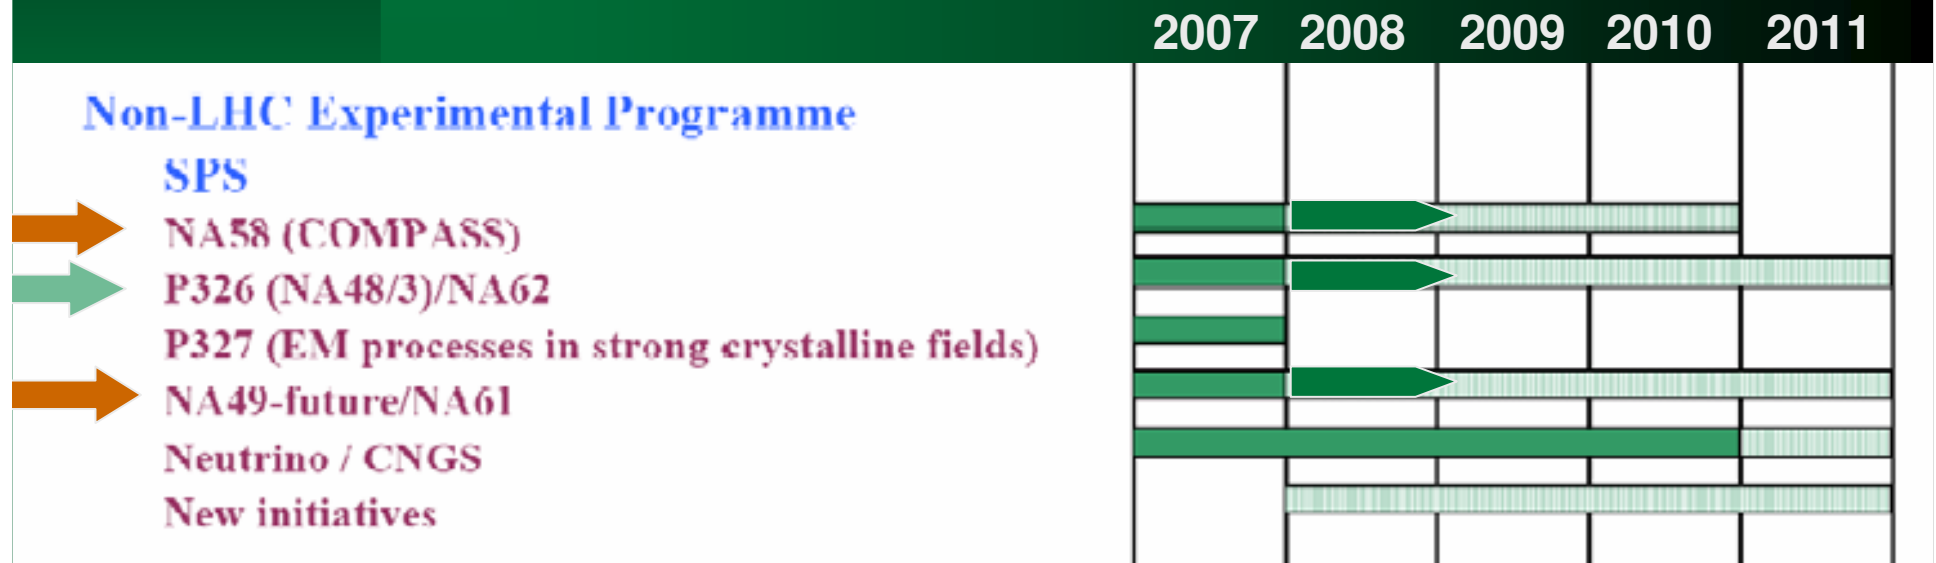 2007 2008 2009 2010 2011
Non-LHC Experimental Programme
SPS
NA58 (COMPASS)
P326 (NA48/3)/NA62
P327 (EM processes in strong crystalline fields)
NA49-future/NA61
Neutrino / CNGS
New initiatives